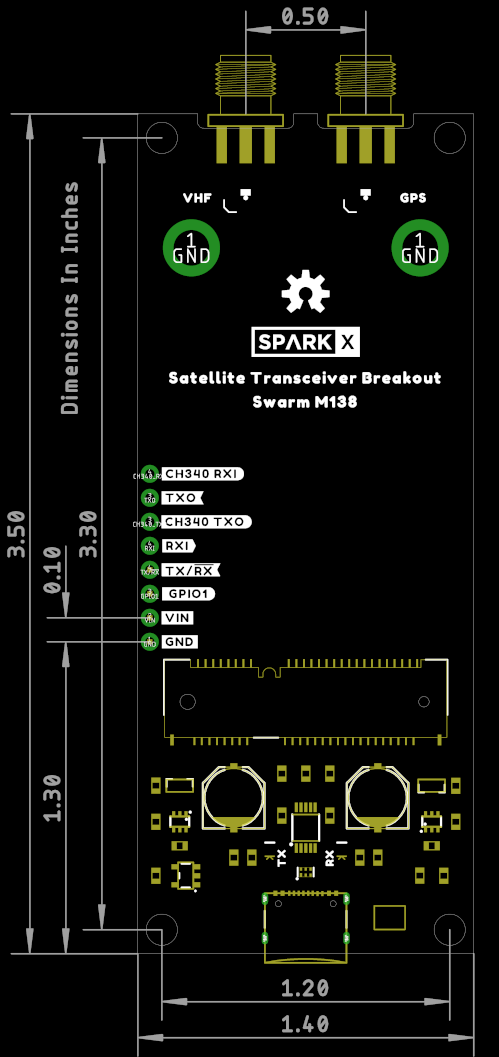 0.50
VHF
GPS
1
GND
1
GND
SPARK X
Satellite Transceiver Breakout
Swarm M138
Dimensions In Inches
3.50
3.30
0.10
1.30
CH340 RXI
TXO
CH340 TXO
RXI
TX/RX
GPIO1
VIN
GND
TX
RX
1.20
1.40